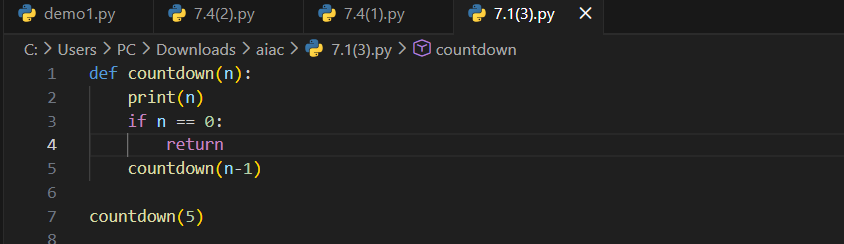 demo1.py 7.4(2).py 7.4(1).py 7.1(3).py ×
C: > Users > PC > Downloads > aiac > 7.1(3).py > countdown
1 def countdown(n):
2     print(n)
3     if n == 0:
4         return
5     countdown(n-1)
6
7 countdown(5)
8